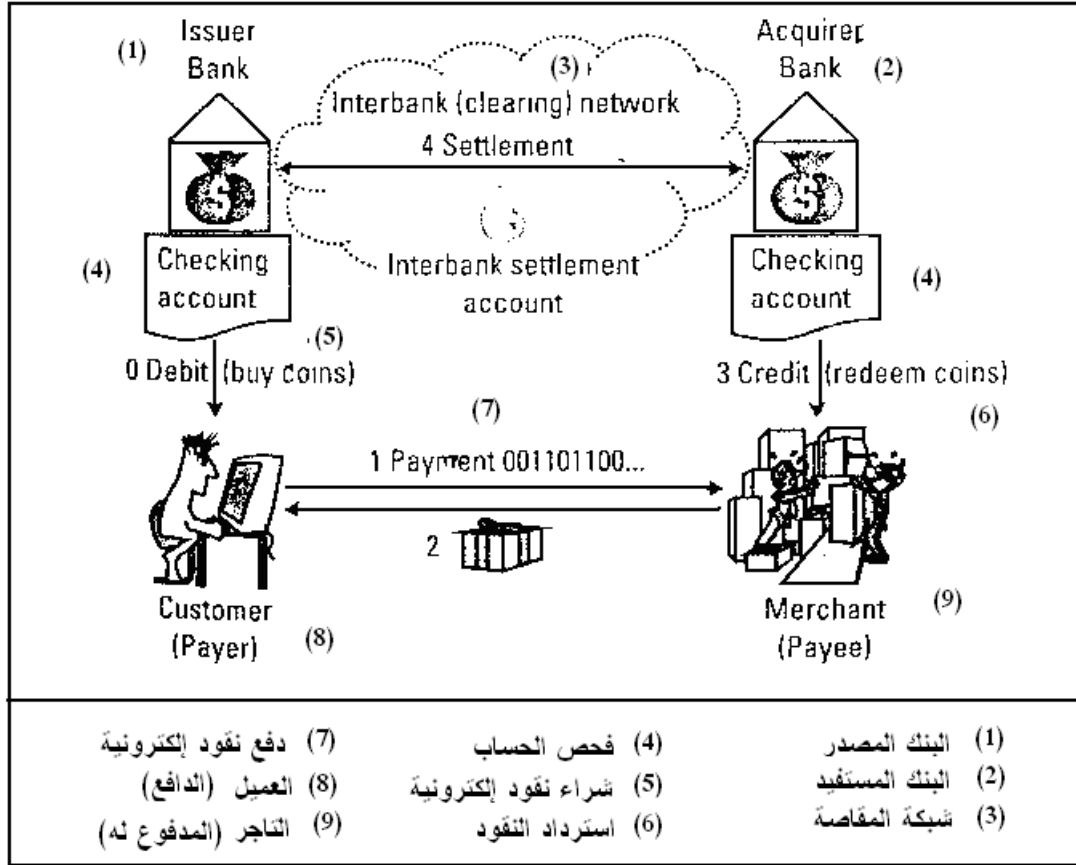 (1) Issuer Bank
Acquirer Bank (2)
(3)
Interbank (clearing) network
4 Settlement
Interbank settlement account
(4) Checking account
Checking account (4)
(5)
0 Debit (buy coins)
3 Credit (redeem coins)
(6)
(7)
1 Payment 001101100...
2
Customer (Payer) (8)
Merchant (Payee) (9)
(1) البنك المصدر
(2) البنك المستفيد
(3) شبكة المقاصة
(4) فحص الحساب
(5) شراء نقود إلكترونية
(6) استرداد النقود
(7) دفع نقود إلكترونية
(8) العميل (الدافع)
(9) التاجر (المدفوع له)